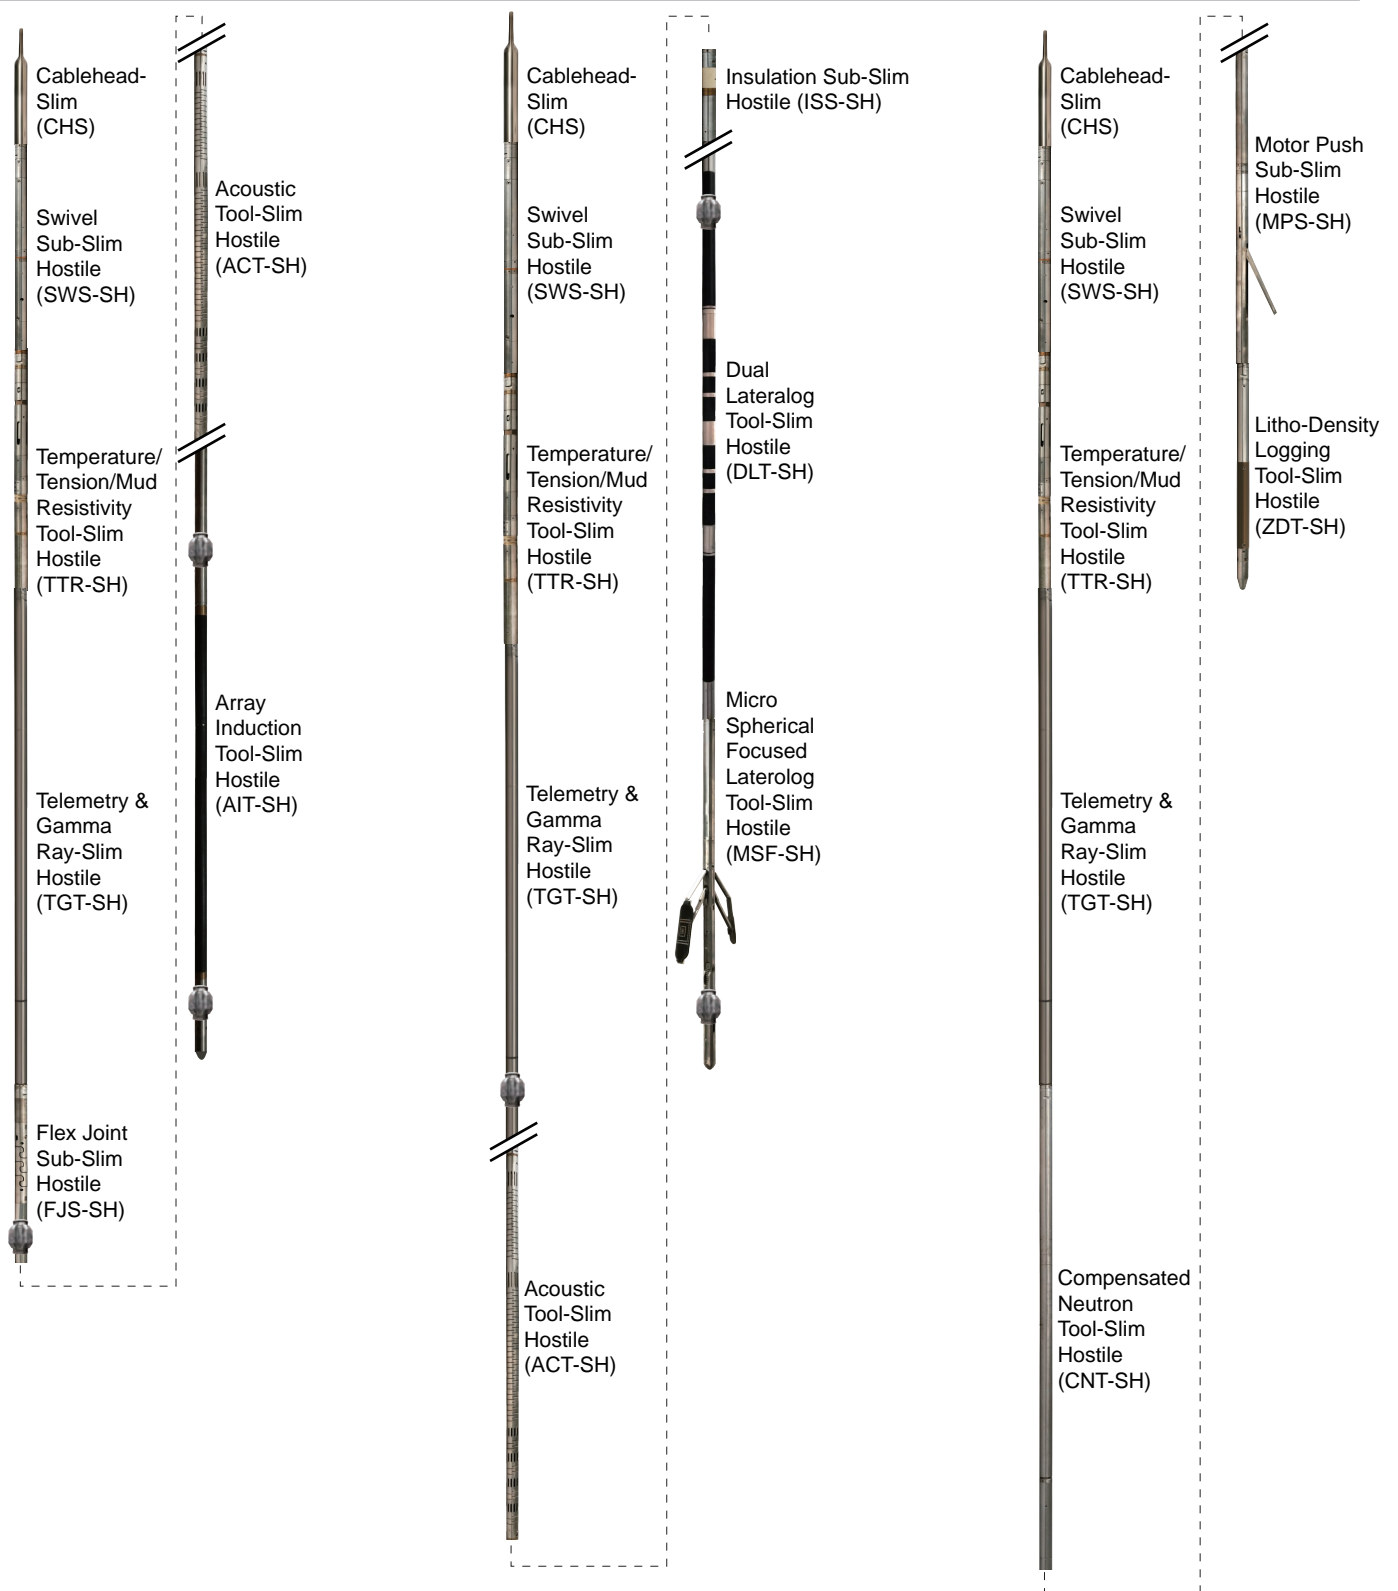 Cablehead-
Slim
(CHS)
Swivel
Sub-Slim
Hostile
(SWS-SH)
Temperature/
Tension/Mud
Resistivity
Tool-Slim
Hostile
(TTR-SH)
Telemetry &
Gamma
Ray-Slim
Hostile
(TGT-SH)
Flex Joint
Sub-Slim
Hostile
(FJS-SH)
Acoustic
Tool-Slim
Hostile
(ACT-SH)
Array
Induction
Tool-Slim
Hostile
(AIT-SH)
Cablehead-
Slim
(CHS)
Swivel
Sub-Slim
Hostile
(SWS-SH)
Temperature/
Tension/Mud
Resistivity
Tool-Slim
Hostile
(TTR-SH)
Telemetry &
Gamma
Ray-Slim
Hostile
(TGT-SH)
Acoustic
Tool-Slim
Hostile
(ACT-SH)
Insulation Sub-Slim
Hostile (ISS-SH)
Dual
Lateralog
Tool-Slim
Hostile
(DLT-SH)
Micro
Spherical
Focused
Laterolog
Tool-Slim
Hostile
(MSF-SH)
Cablehead-
Slim
(CHS)
Swivel
Sub-Slim
Hostile
(SWS-SH)
Temperature/
Tension/Mud
Resistivity
Tool-Slim
Hostile
(TTR-SH)
Telemetry &
Gamma
Ray-Slim
Hostile
(TGT-SH)
Compensated
Neutron
Tool-Slim
Hostile
(CNT-SH)
Motor Push
Sub-Slim
Hostile
(MPS-SH)
Litho-Density
Logging
Tool-Slim
Hostile
(ZDT-SH)